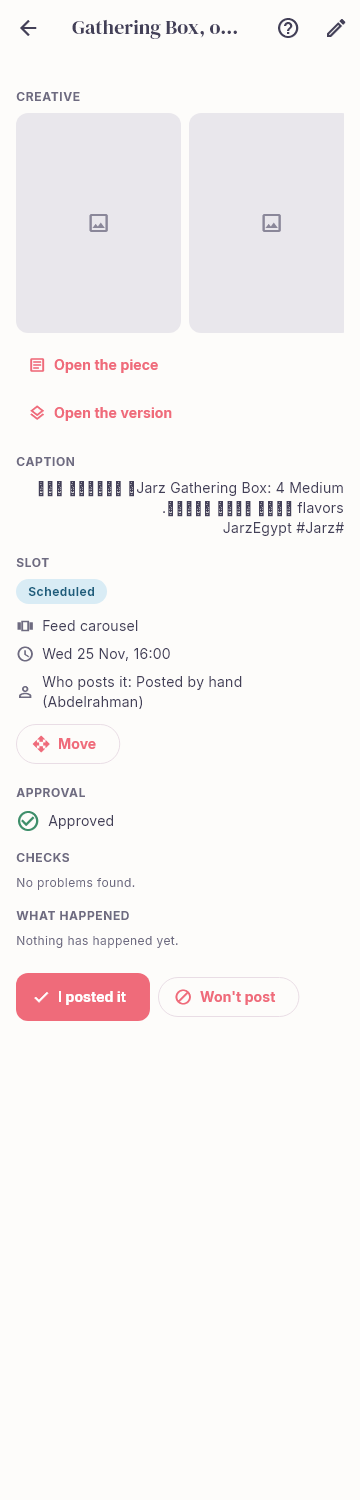 Gathering Box, o...
CREATIVE
Open the piece
Open the version
CAPTION
Jarz Gathering Box: 4 Medium
flavors
#JarzEgypt #Jarz
SLOT
Scheduled
Feed carousel
Wed 25 Nov, 16:00
Who posts it: Posted by hand
(Abdelrahman)
Move
APPROVAL
Approved
CHECKS
No problems found.
WHAT HAPPENED
Nothing has happened yet.
I posted it
Won't post